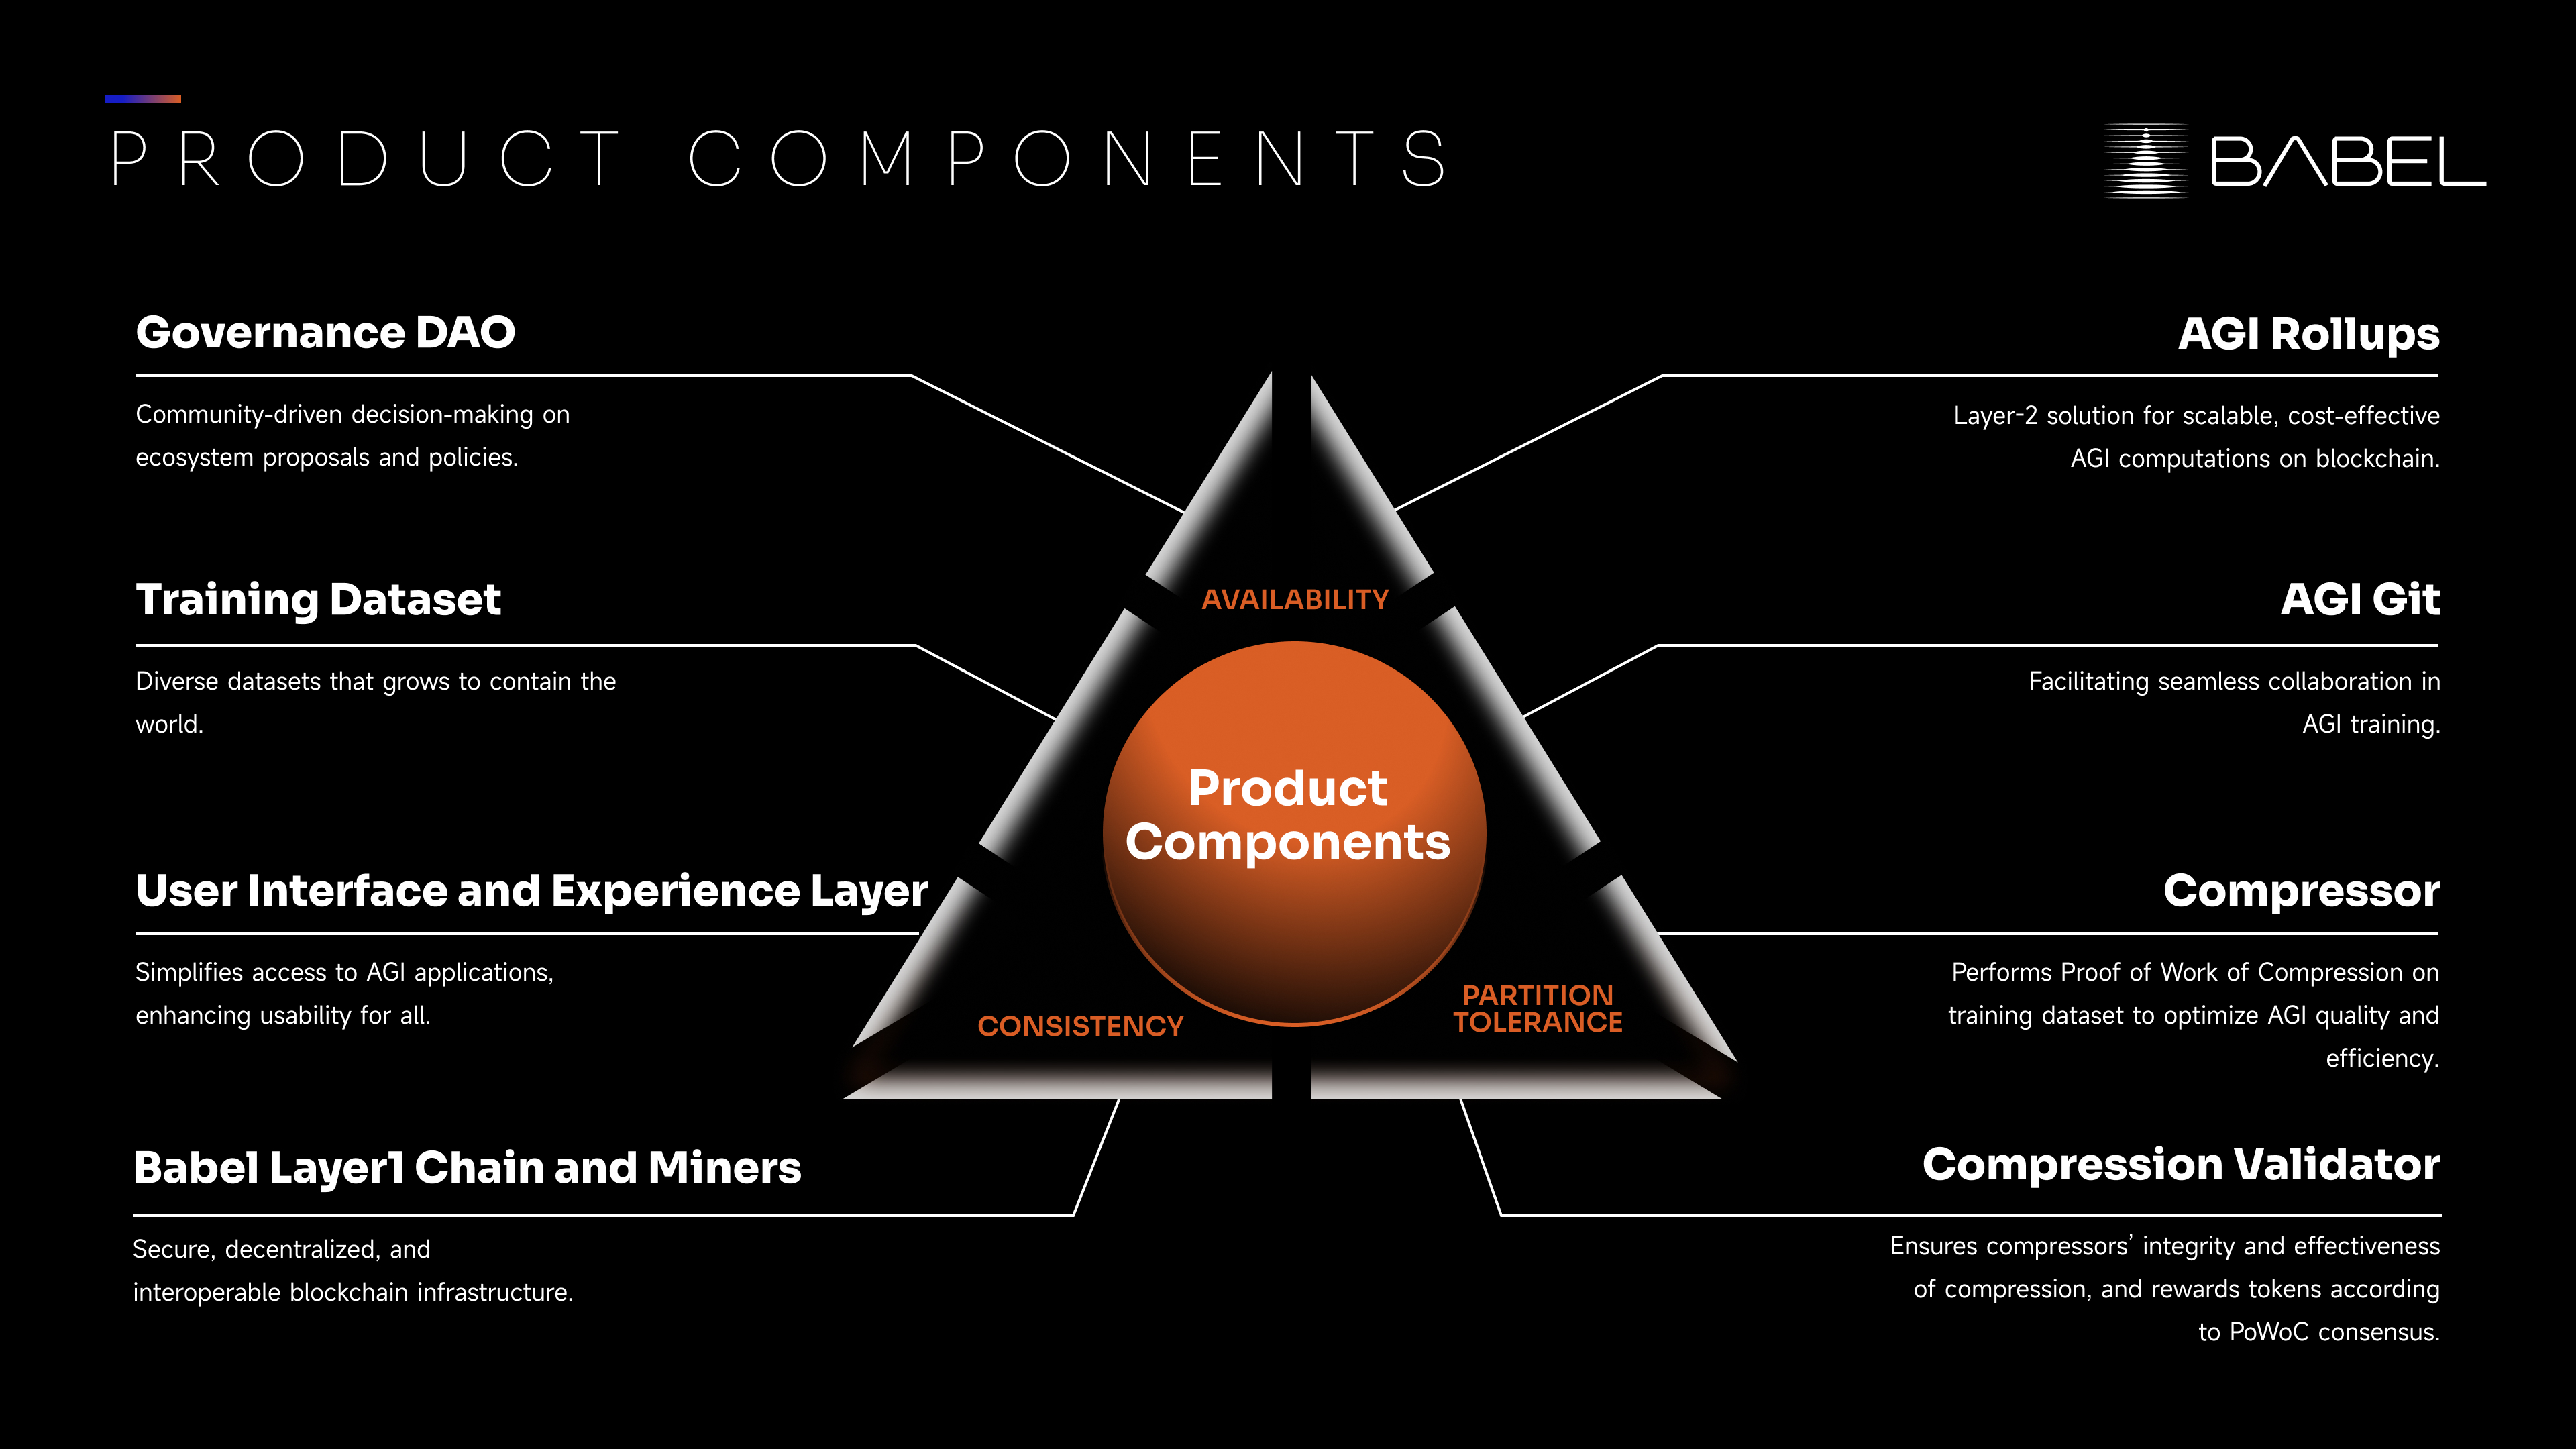 PRODUCT COMPONENTS
BABEL
Governance DAO
Community-driven decision-making on
ecosystem proposals and policies.
Training Dataset
Diverse datasets that grows to contain the
world.
User Interface and Experience Layer
Simplifies access to AGI applications,
enhancing usability for all.
Babel Layer1 Chain and Miners
Secure, decentralized, and
interoperable blockchain infrastructure.
AVAILABILITY
Product
Components
CONSISTENCY
PARTITION
TOLERANCE
AGI Rollups
Layer-2 solution for scalable, cost-effective
AGI computations on blockchain.
AGI Git
Facilitating seamless collaboration in
AGI training.
Compressor
Performs Proof of Work of Compression on
training dataset to optimize AGI quality and
efficiency.
Compression Validator
Ensures compressors’ integrity and effectiveness
of compression, and rewards tokens according
to PoWoC consensus.